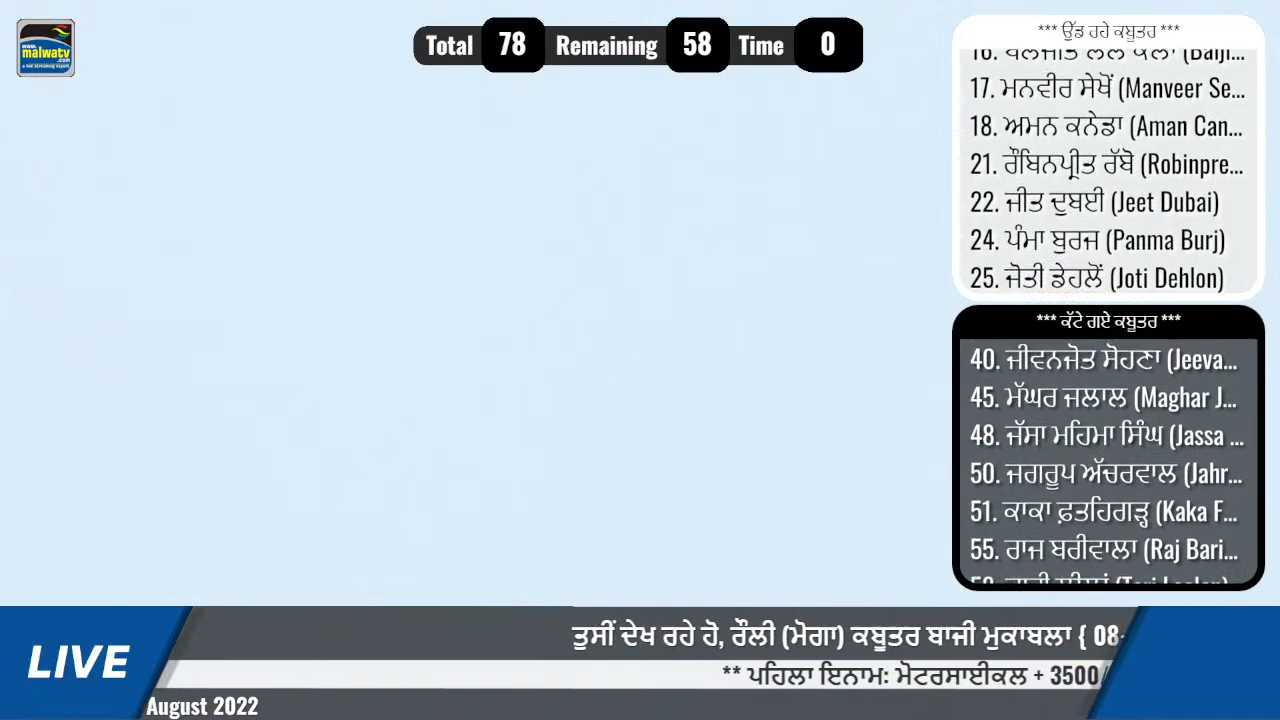 www.
malwatv
.com
Total 78 Remaining 58 Time 0
*** ਉੱਡ ਰਹੇ ਕਬੂਤਰ ***
17. ਮਨਵੀਰ ਸੇਖੋਂ (Manveer Se...
18. ਅਮਨ ਕਨੇਡਾ (Aman Can...
21. ਰੌਬਿਨਪ੍ਰੀਤ ਰੱਬੋ (Robinpre...
22. ਜੀਤ ਦੁਬਈ (Jeet Dubai)
24. ਪੰਮਾ ਬੁਰਜ (Panma Burj)
25. ਜੋਤੀ ਡੇਹਲੋਂ (Joti Dehlon)
*** ਕੱਟੇ ਗਏ ਕਬੂਤਰ ***
40. ਜੀਵਨਜੋਤ ਸੋਹਣਾ (Jeeva...
45. ਮੱਘਰ ਜਲਾਲ (Maghar J...
48. ਜੱਸਾ ਮਹਿਮਾ ਸਿੰਘ (Jassa ...
50. ਜਗਰੂਪ ਅੱਚਰਵਾਲ (Jahr...
51. ਕਾਕਾ ਫ਼ਤਹਿਗੜ੍ਹ (Kaka F...
55. ਰਾਜ ਬਰੀਵਾਲਾ (Raj Bari...
LIVE
ਤੁਸੀਂ ਦੇਖ ਰਹੇ ਹੋ, ਰੌਲੀ (ਮੋਗਾ) ਕਬੂਤਰ ਬਾਜੀ ਮੁਕਾਬਲਾ { 08-
** ਪਹਿਲਾ ਇਨਾਮ: ਮੋਟਰਸਾਈਕਲ + 3500/
August 2022